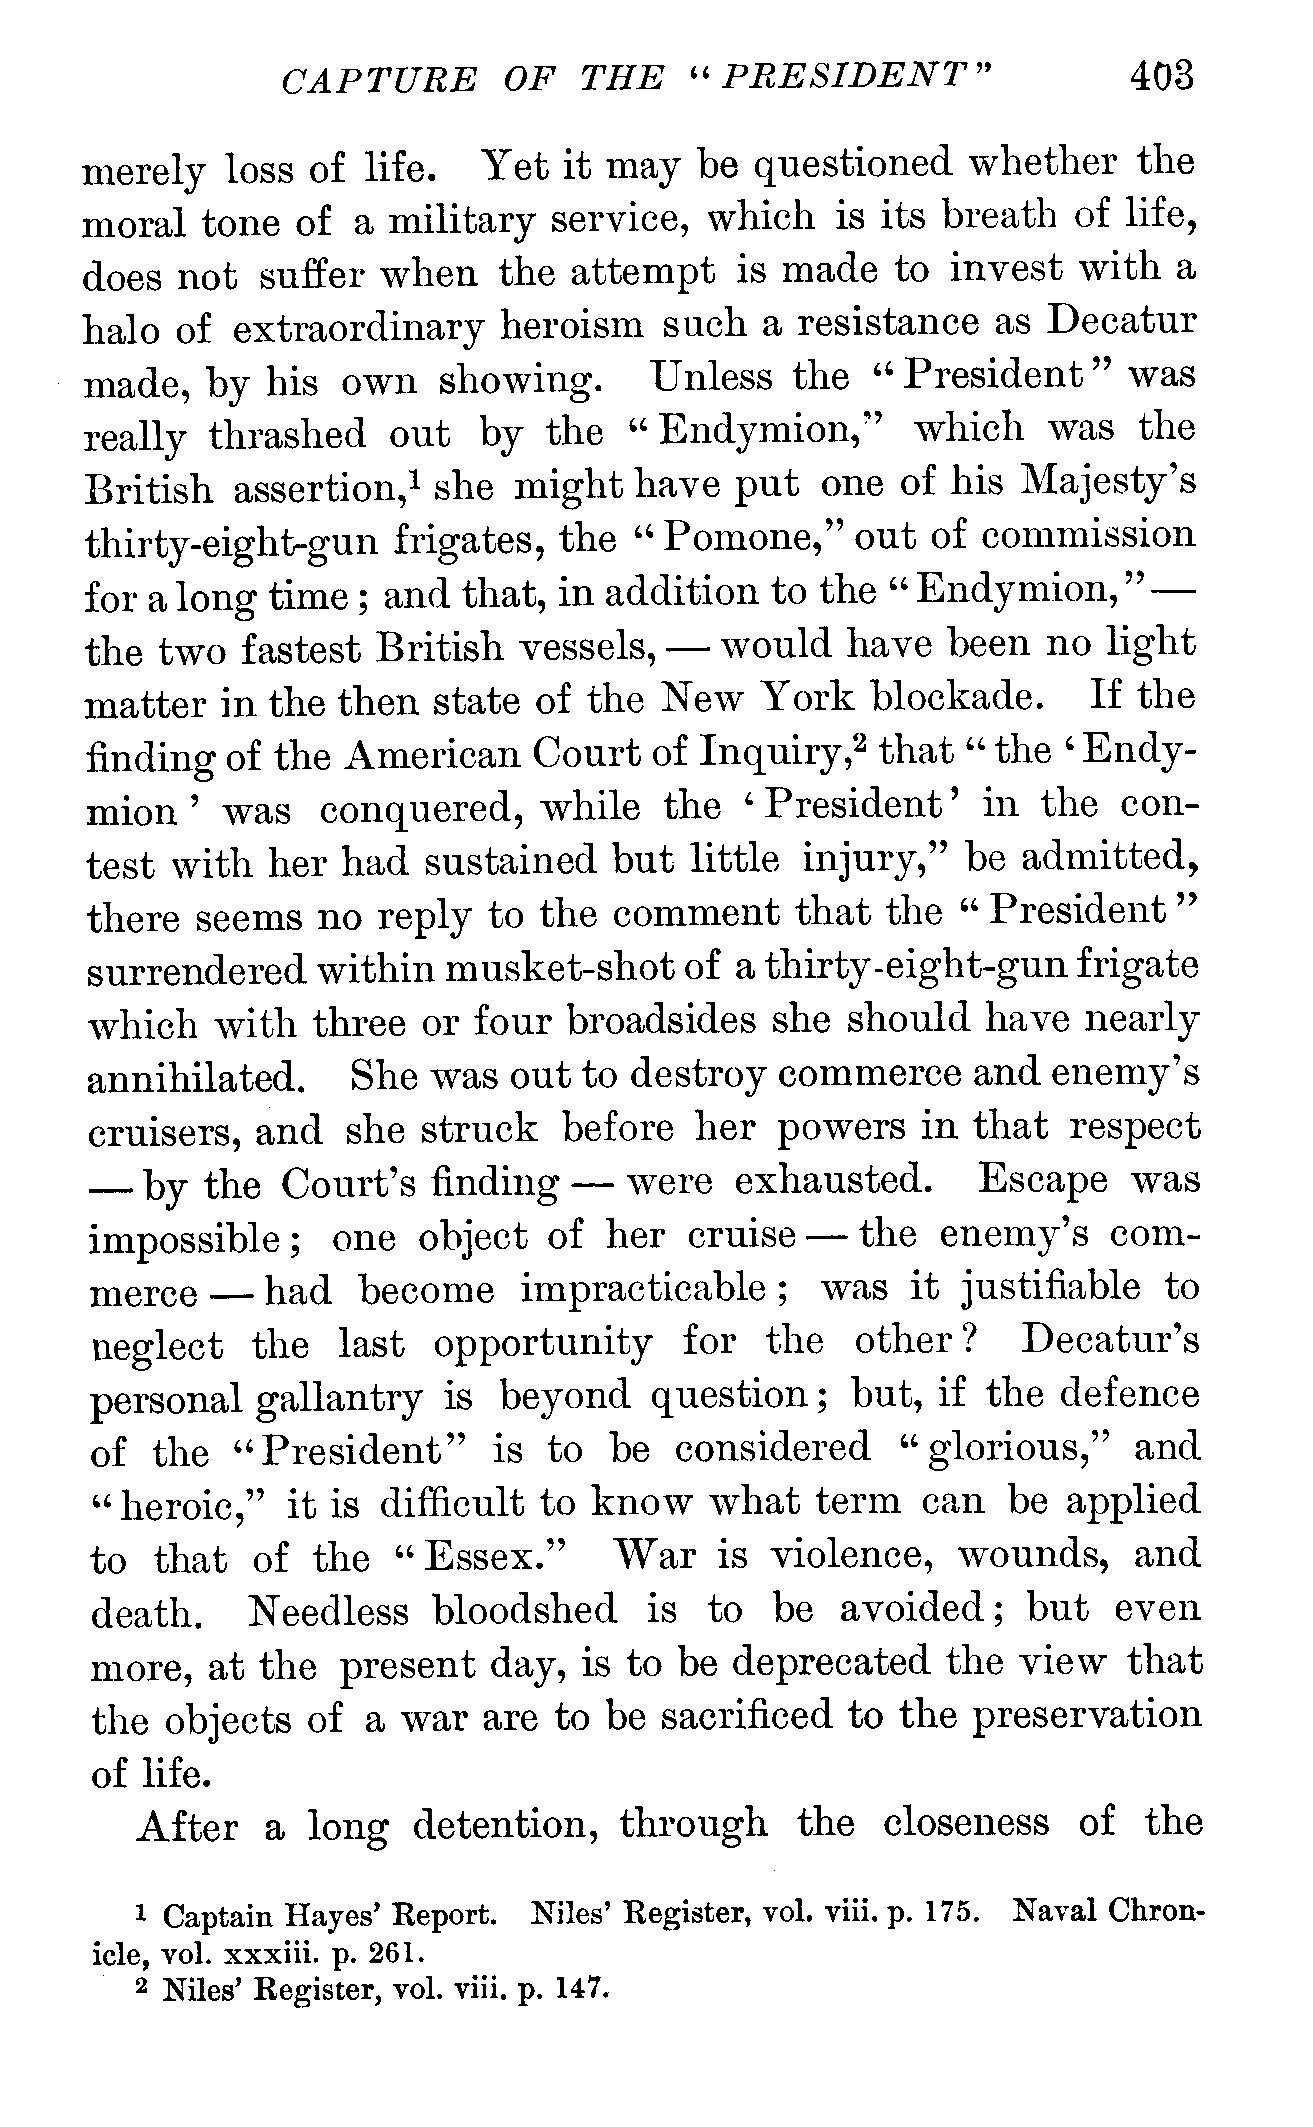 CAPTURE OF THE “PRESIDENT” 403
merely loss of life. Yet it may be questioned whether the
moral tone of a military service, which is its breath of life,
does not suffer when the attempt is made to invest with a
halo of extraordinary heroism such a resistance as Decatur
made, by his own showing. Unless the “President” was
really thrashed out by the “Endymion,” which was the
British assertion,¹ she might have put one of his Majesty’s
thirty-eight-gun frigates, the “Pomone,” out of commission
for a long time; and that, in addition to the “Endymion,”—
the two fastest British vessels, — would have been no light
matter in the then state of the New York blockade. If the
finding of the American Court of Inquiry,² that “the ‘Endy-
mion’ was conquered, while the ‘President’ in the con-
test with her had sustained but little injury,” be admitted,
there seems no reply to the comment that the “President”
surrendered within musket-shot of a thirty-eight-gun frigate
which with three or four broadsides she should have nearly
annihilated. She was out to destroy commerce and enemy’s
cruisers, and she struck before her powers in that respect
— by the Court’s finding — were exhausted. Escape was
impossible; one object of her cruise — the enemy’s com-
merce — had become impracticable; was it justifiable to
neglect the last opportunity for the other? Decatur’s
personal gallantry is beyond question; but, if the defence
of the “President” is to be considered “glorious,” and
“heroic,” it is difficult to know what term can be applied
to that of the “Essex.” War is violence, wounds, and
death. Needless bloodshed is to be avoided; but even
more, at the present day, is to be deprecated the view that
the objects of a war are to be sacrificed to the preservation
of life.
After a long detention, through the closeness of the
¹ Captain Hayes’ Report. Niles’ Register, vol. viii. p. 175. Naval Chron-
icle, vol. xxxiii. p. 261.
² Niles’ Register, vol. viii. p. 147.